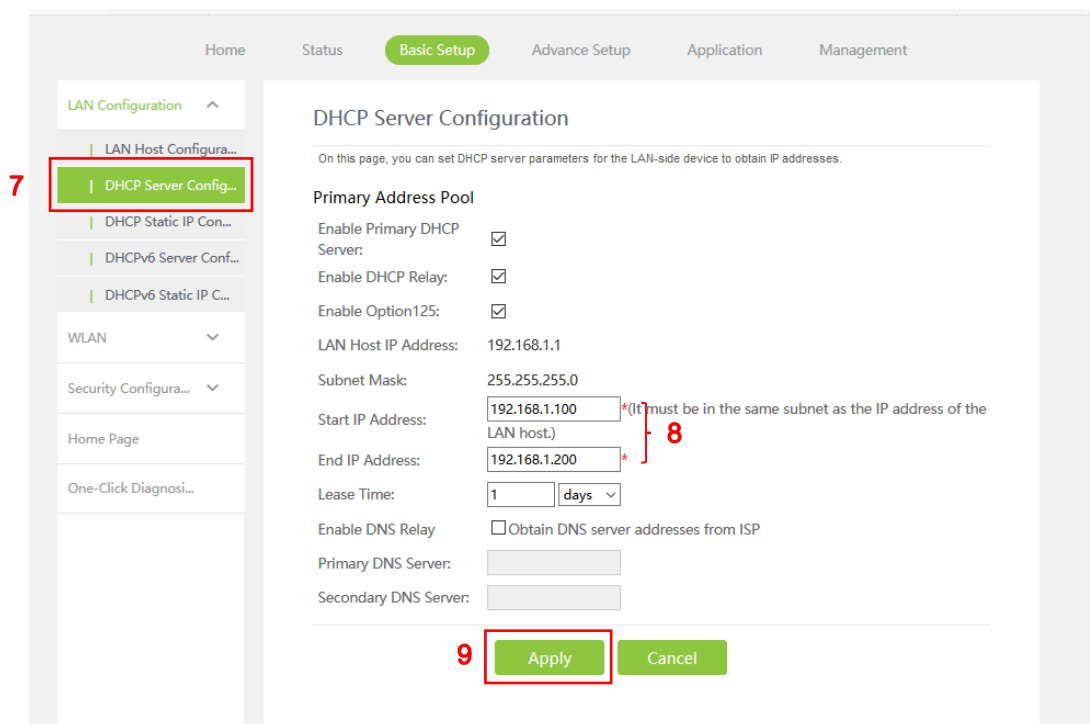 Home Status Basic Setup Advance Setup Application Management
LAN Configuration
| LAN Host Configura...
7
| DHCP Server Config...
| DHCP Static IP Con...
| DHCPv6 Server Conf...
| DHCPv6 Static IP C...
WLAN
Security Configura...
Home Page
One-Click Diagnosi...
DHCP Server Configuration
On this page, you can set DHCP server parameters for the LAN-side device to obtain IP addresses.
Primary Address Pool
Enable Primary DHCP
Server:
Enable DHCP Relay:
Enable Option125:
LAN Host IP Address: 192.168.1.1
Subnet Mask: 255.255.255.0
Start IP Address: 192.168.1.100 *(It must be in the same subnet as the IP address of the
LAN host.)
8
End IP Address: 192.168.1.200 *
Lease Time: 1 days
Enable DNS Relay Obtain DNS server addresses from ISP
Primary DNS Server:
Secondary DNS Server:
9
Apply Cancel